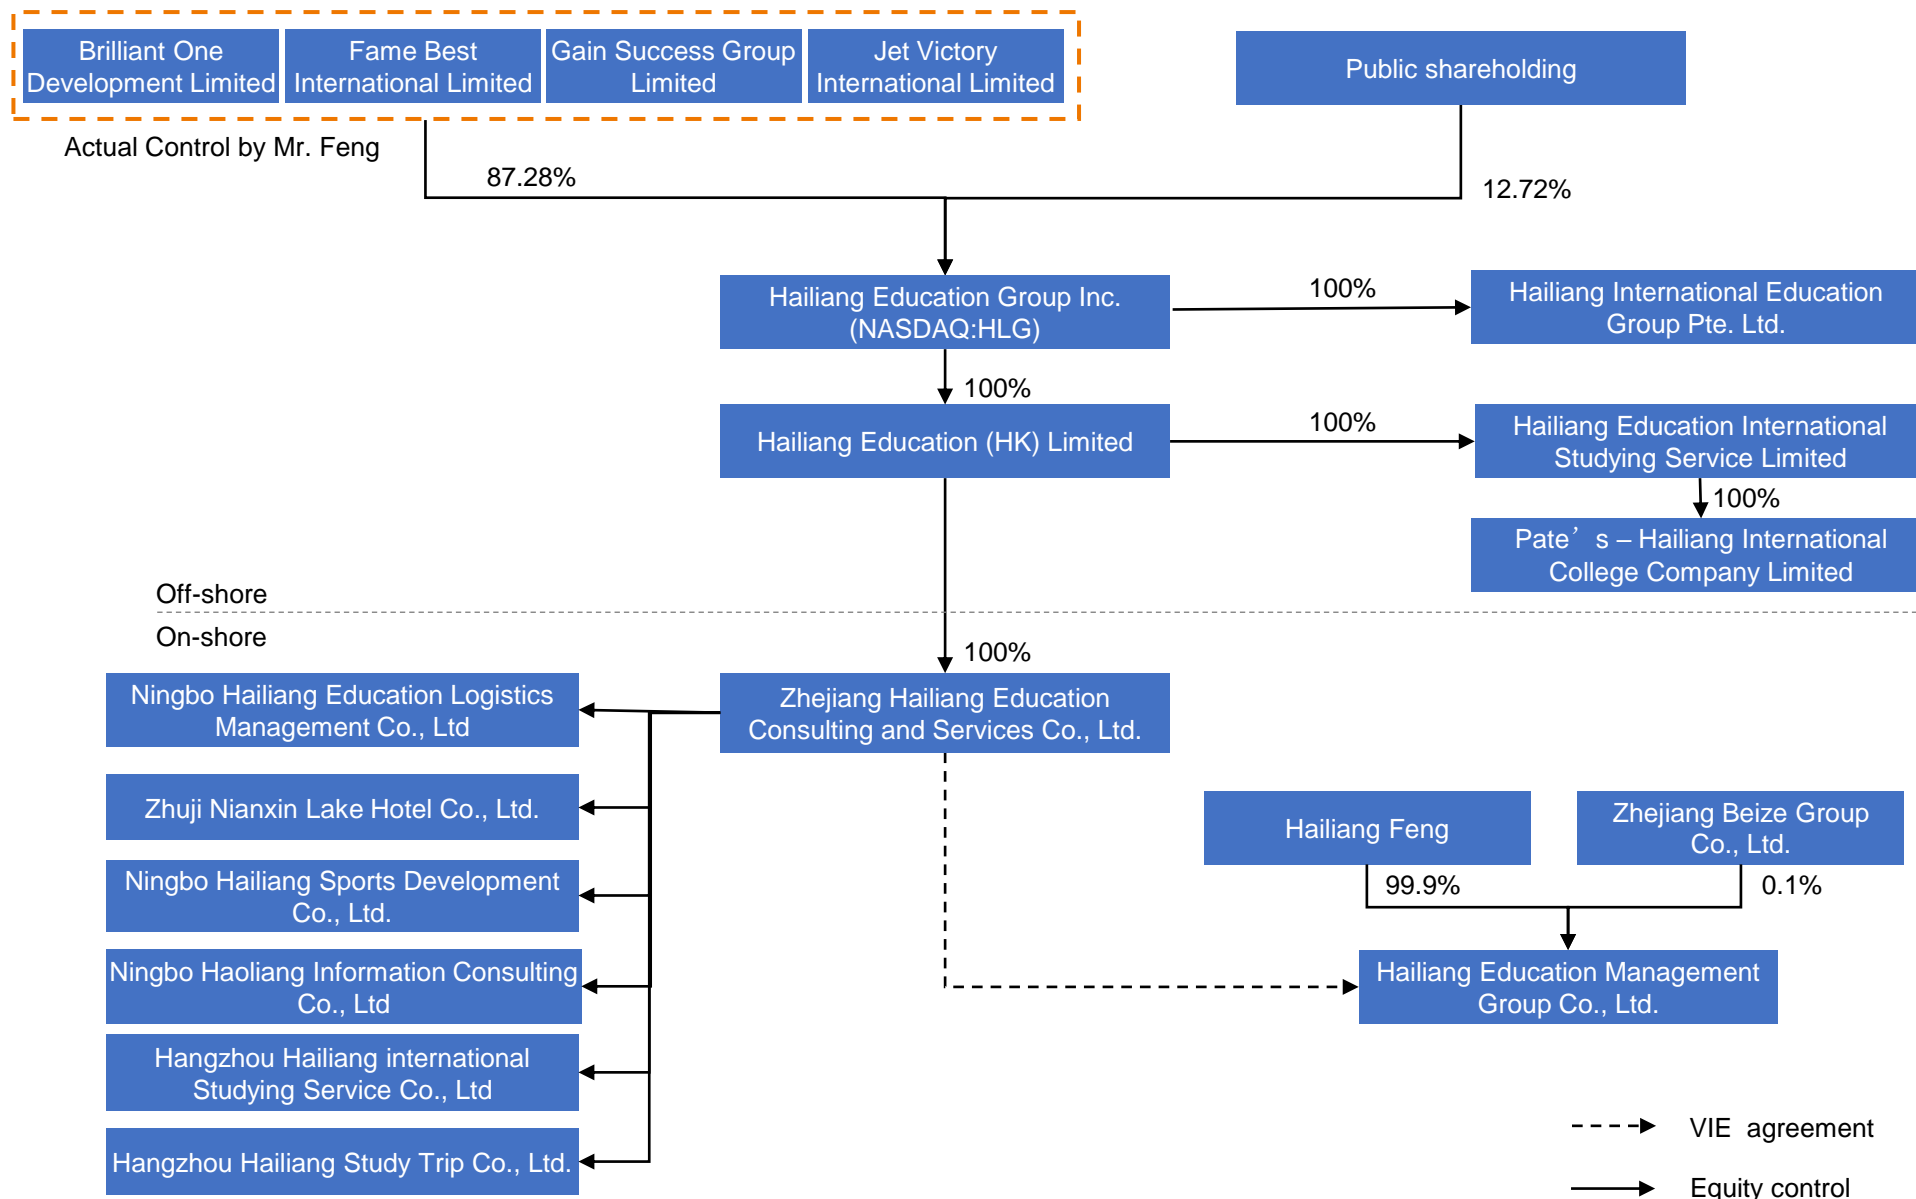 Brilliant One
Development Limited
Fame Best
International Limited
Gain Success Group
Limited
Jet Victory
International Limited
Public shareholding
Actual Control by Mr. Feng
87.28%
12.72%
Hailiang Education Group Inc.
(NASDAQ:HLG)
100%
Hailiang International Education
Group Pte. Ltd.
100%
Hailiang Education (HK) Limited
100%
Hailiang Education International
Studying Service Limited
100%
Pate’ s – Hailiang International
College Company Limited
Off-shore
On-shore
100%
Zhejiang Hailiang Education
Consulting and Services Co., Ltd.
Ningbo Hailiang Education Logistics
Management Co., Ltd
Zhuji Nianxin Lake Hotel Co., Ltd.
Ningbo Hailiang Sports Development
Co., Ltd.
Ningbo Haoliang Information Consulting
Co., Ltd
Hangzhou Hailiang international
Studying Service Co., Ltd
Hangzhou Hailiang Study Trip Co., Ltd.
Hailiang Feng
Zhejiang Beize Group
Co., Ltd.
99.9%
0.1%
Hailiang Education Management
Group Co., Ltd.
VIE agreement
Equity control